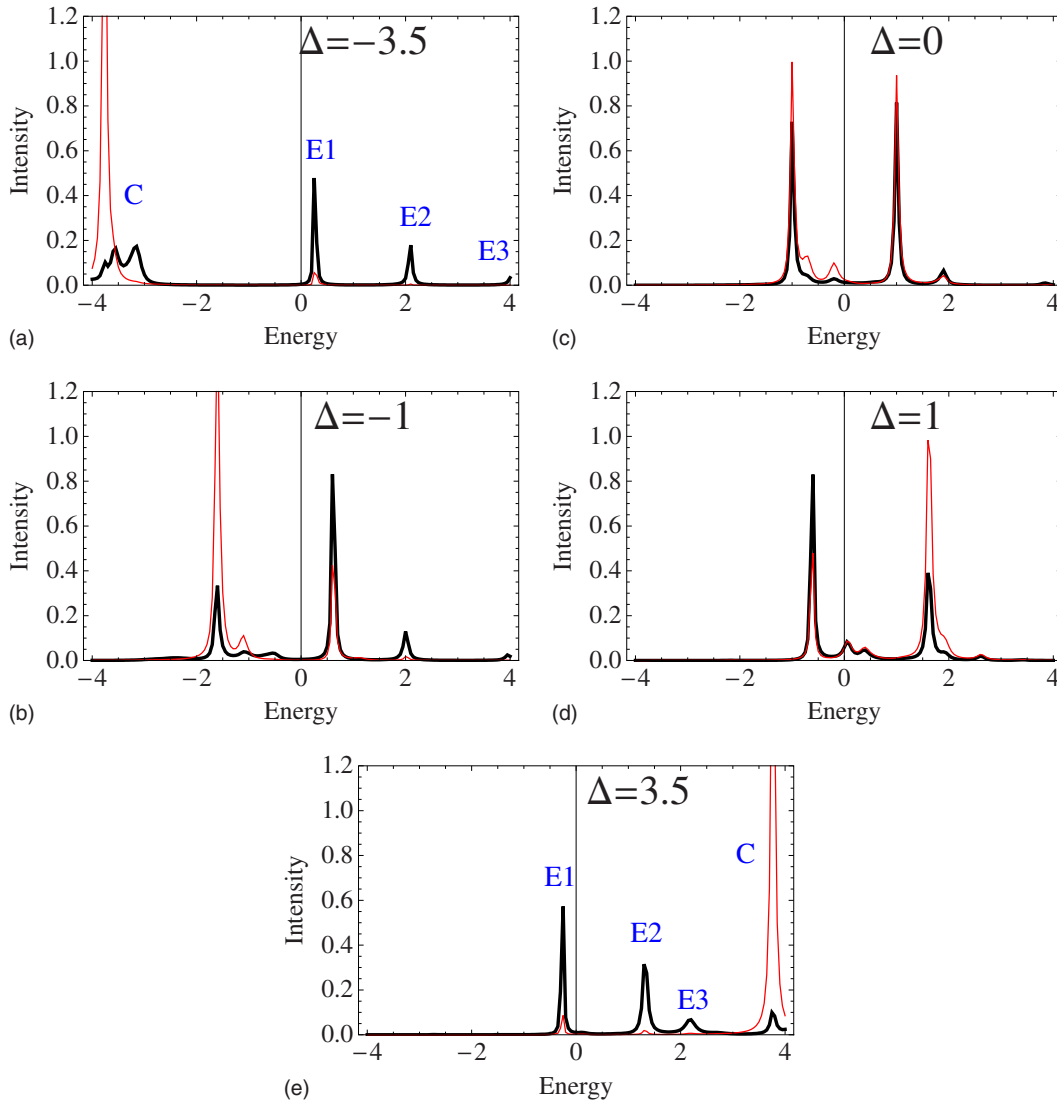 Δ=−3.5
Intensity
1.2
1.0
0.8
0.6
0.4
0.2
0.0
C
E1
E2
E3
−4 −2 0 2 4
Energy
(a)
Δ=0
Intensity
1.2
1.0
0.8
0.6
0.4
0.2
0.0
−4 −2 0 2 4
Energy
(c)
Δ=−1
Intensity
1.2
1.0
0.8
0.6
0.4
0.2
0.0
−4 −2 0 2 4
Energy
(b)
Δ=1
Intensity
1.2
1.0
0.8
0.6
0.4
0.2
0.0
−4 −2 0 2 4
Energy
(d)
Δ=3.5
Intensity
1.2
1.0
0.8
0.6
0.4
0.2
0.0
E1
E2
E3
C
−4 −2 0 2 4
Energy
(e)